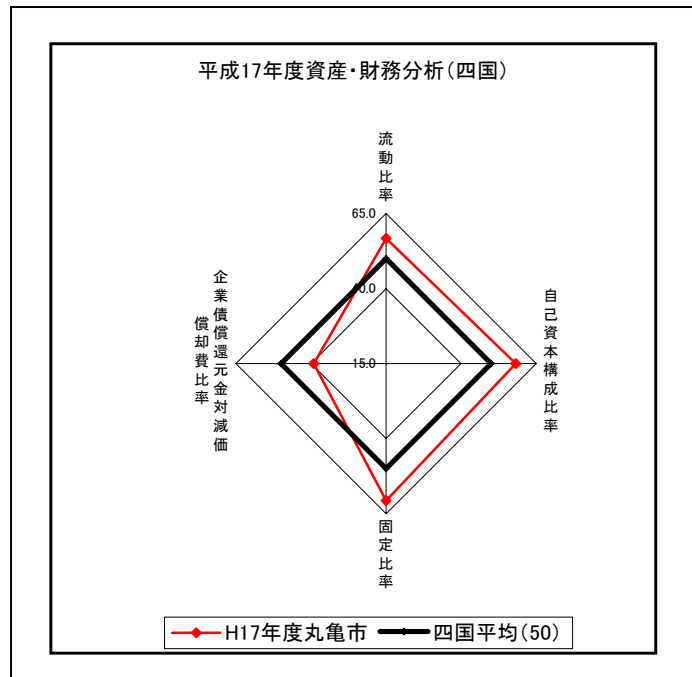 平成17年度資産・財務分析（四国）
流動比率
65.0
40.0
15.0
自己資本構成比率
固定比率
企業債償還元金対減価
償却費比率
H17年度丸亀市
四国平均（50）